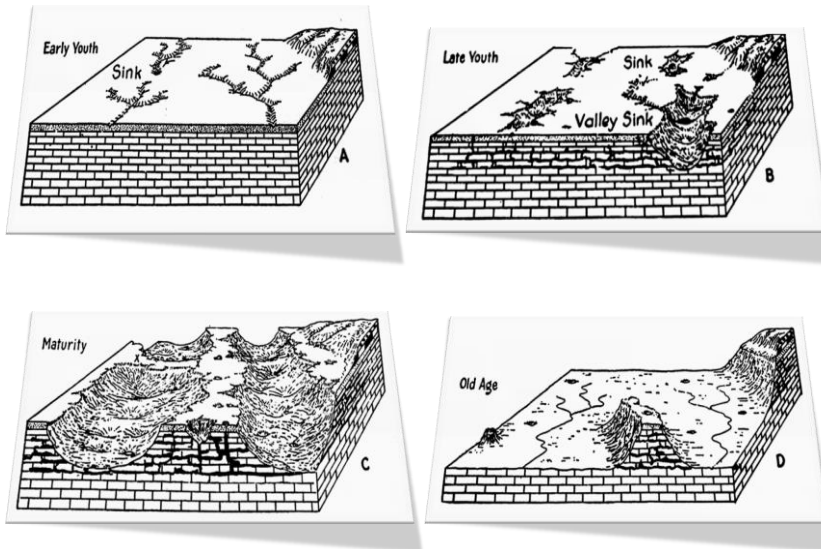 Early Youth
Sink
A
Late Youth
Sink
Valley Sink
B
Maturity
C
Old Age
D